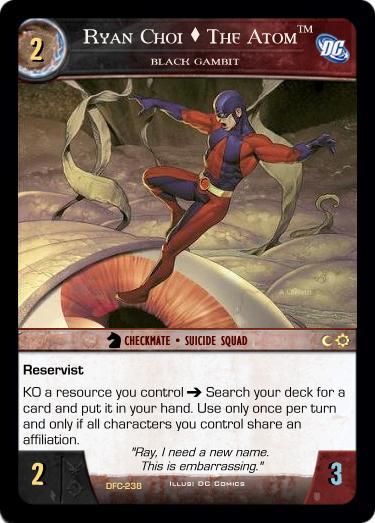 2
RYAN CHOI ♦ THE ATOM™
DC
BLACK GAMBIT
CHECKMATE • SUICIDE SQUAD
Reservist
KO a resource you control ➔ Search your deck for a
card and put it in your hand. Use only once per turn
and only if all characters you control share an
affiliation.
"Ray, I need a new name.
This is embarrassing."
2
DFC-238
ILLUS: DC COMICS
3